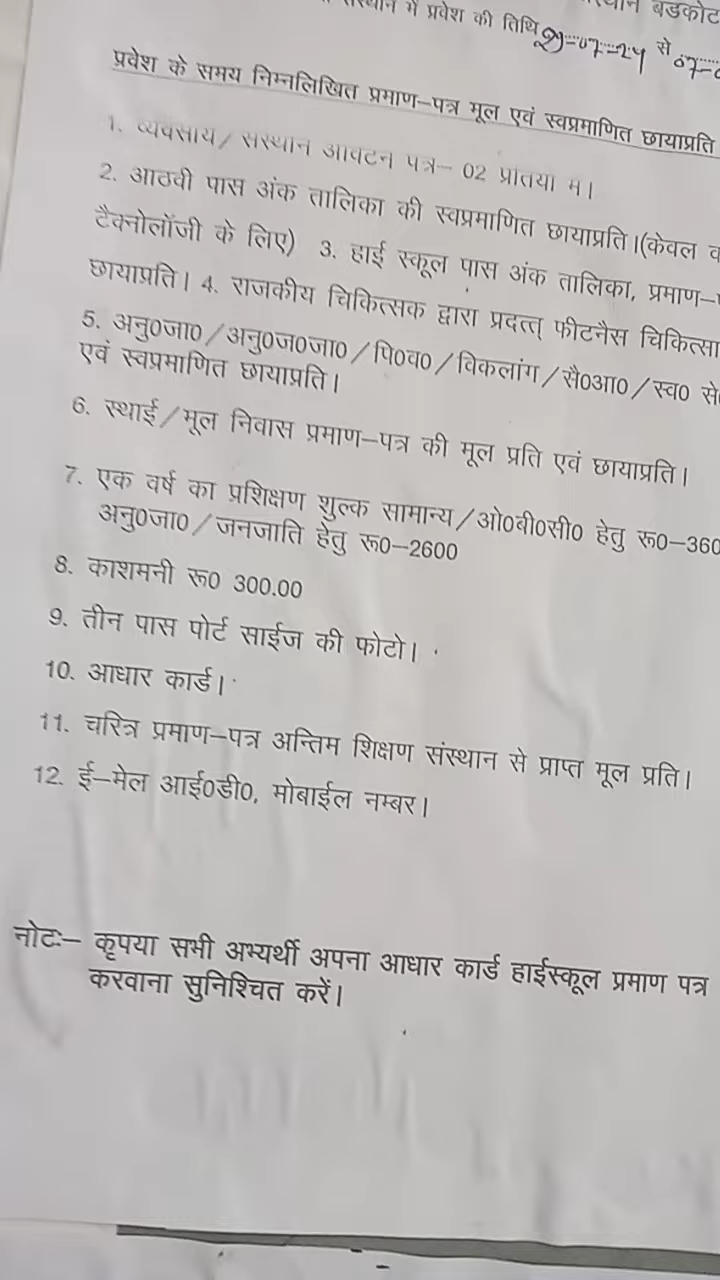 संस्थान में प्रवेश की तिथि 29-07-24 से 07-0
बडकोट
प्रवेश के समय निम्नलिखित प्रमाण–पत्र मूल एवं स्वप्रमाणित छायाप्रति
1. व्यवसाय/संस्थान आवंटन पत्र– 02 प्रतियों में।
2. आठवी पास अंक तालिका की स्वप्रमाणित छायाप्रति।(केवल
टैक्नोलॉजी के लिए) 3. हाई स्कूल पास अंक तालिका, प्रमाण–
छायाप्रति। 4. राजकीय चिकित्सक द्वारा प्रदत्त् फीटनैस चिकित्सा
5. अनु0जा0/अनु0ज0जा0/पि0व0/विकलांग/सै0आ0/स्व0 से
एवं स्वप्रमाणित छायाप्रति।
6. स्थाई/मूल निवास प्रमाण–पत्र की मूल प्रति एवं छायाप्रति।
7. एक वर्ष का प्रशिक्षण शुल्क सामान्य/ओ0बी0सी0 हेतु रू0–360
अनु0जा0/जनजाति हेतु रू0–2600
8. काशमनी रू0 300.00
9. तीन पास पोर्ट साईज की फोटो।
10. आधार कार्ड।
11. चरित्र प्रमाण–पत्र अन्तिम शिक्षण संस्थान से प्राप्त मूल प्रति।
12. ई–मेल आई0डी0, मोबाईल नम्बर।
नोटः– कृपया सभी अभ्यर्थी अपना आधार कार्ड हाईस्कूल प्रमाण पत्र
करवाना सुनिश्चित करें।